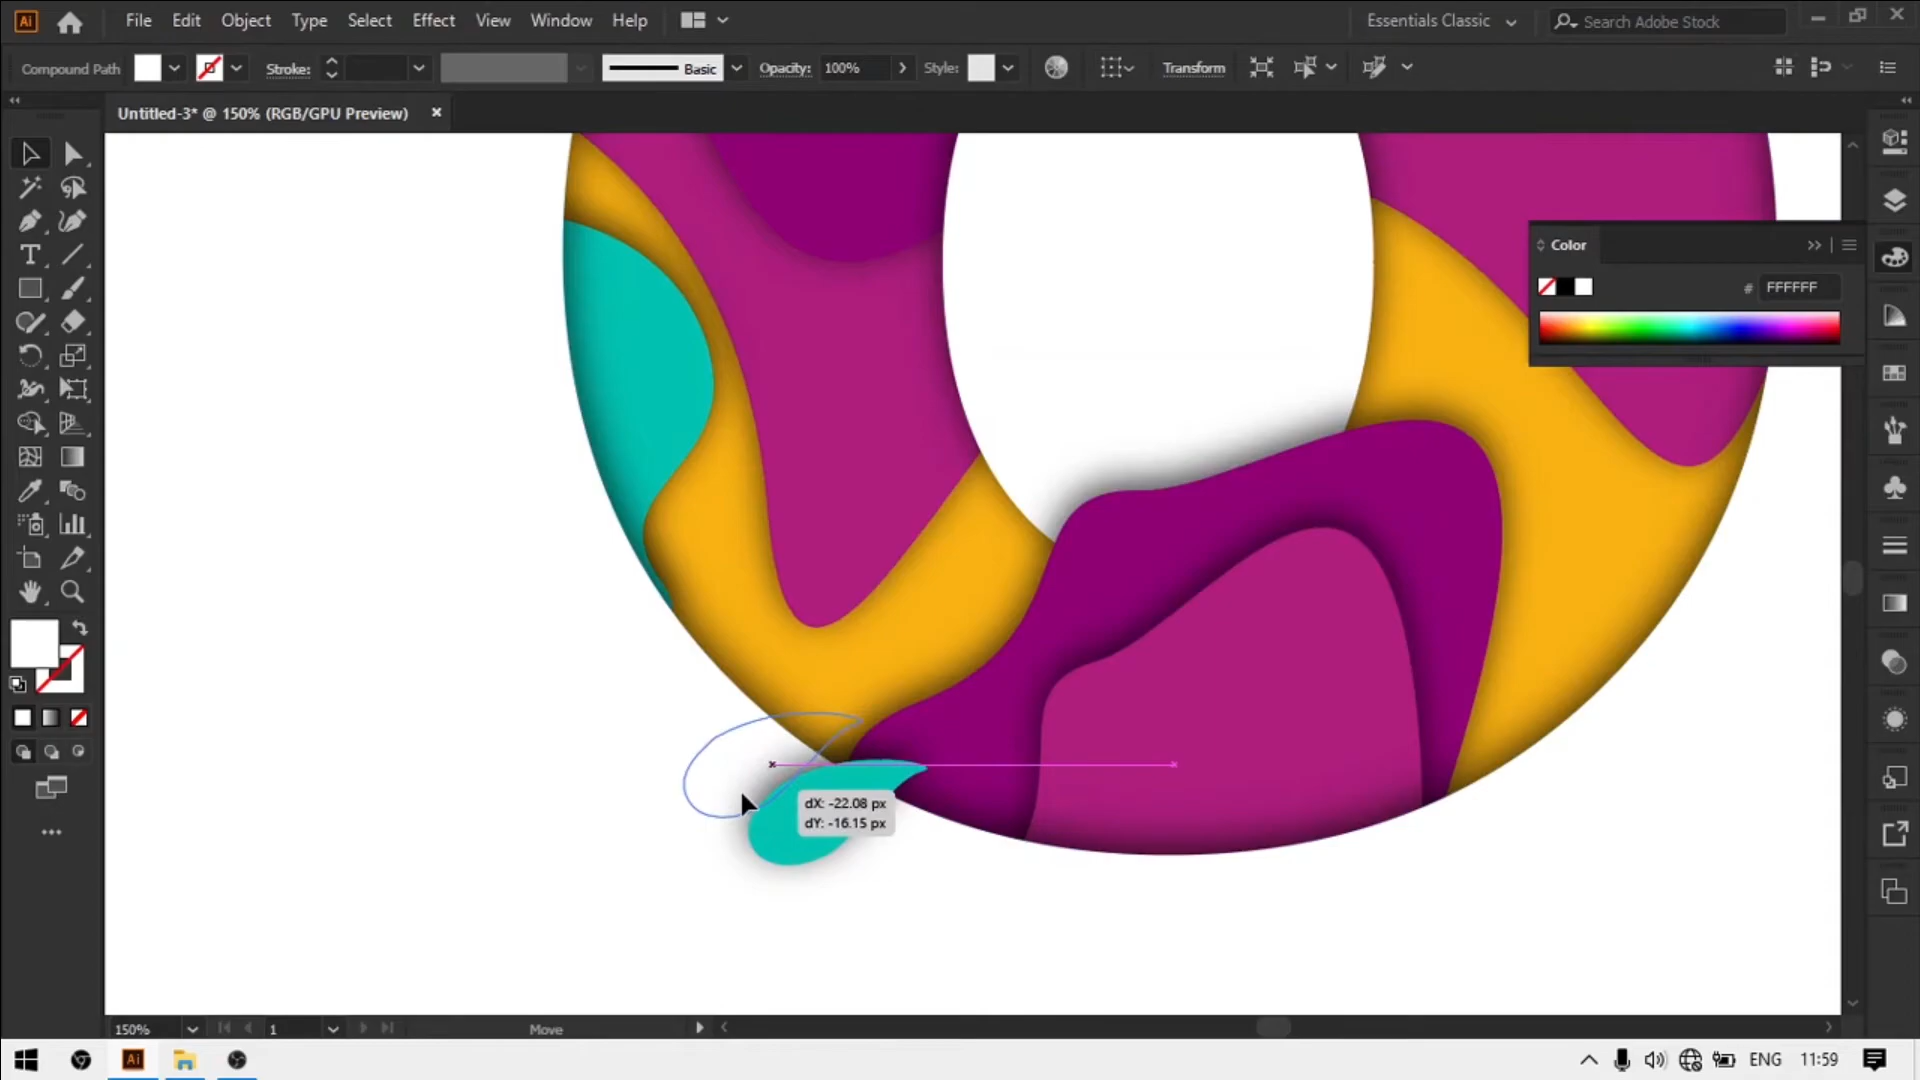 Ai File Edit Object Type Select Effect View Window Help Essentials Classic Search Adobe Stock
Compound Path Stroke: Basic Opacity: 100% Style: Transform
Untitled-3* @ 150% (RGB/GPU Preview)
Color
# FFFFFF
dX: -22.08 px
dY: -16.15 px
150% 1 Move
Ai ENG 11:59